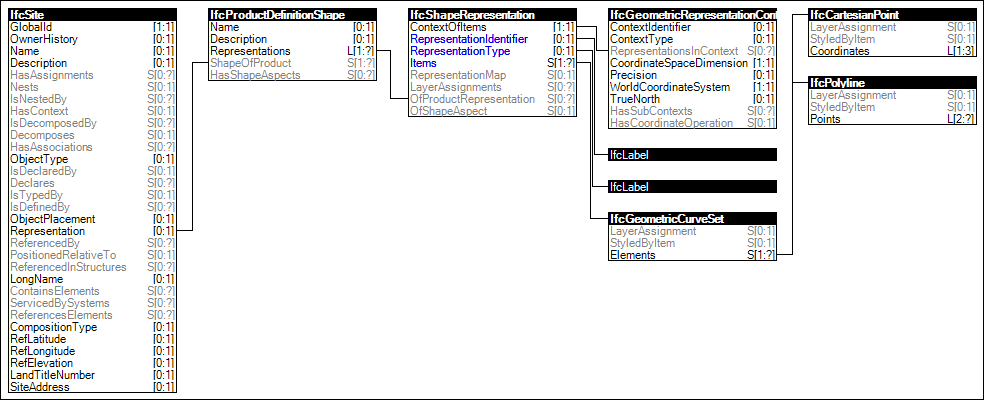 IfcSite
GlobalId [1:1]
OwnerHistory [0:1]
Name [0:1]
Description [0:1]
HasAssignments S[0:?]
Nests S[0:1]
IsNestedBy S[0:?]
HasContext S[0:1]
IsDecomposedBy S[0:?]
Decomposes S[0:1]
HasAssociations S[0:?]
ObjectType [0:1]
IsDeclaredBy S[0:1]
Declares S[0:?]
IsTypedBy S[0:1]
IsDefinedBy S[0:?]
ObjectPlacement [0:1]
Representation [0:1]
ReferencedBy S[0:?]
PositionedRelativeTo S[0:1]
ReferencedInStructures S[0:?]
LongName [0:1]
ContainsElements S[0:?]
ServicedBySystems S[0:?]
ReferencesElements S[0:?]
CompositionType [0:1]
RefLatitude [0:1]
RefLongitude [0:1]
RefElevation [0:1]
LandTitleNumber [0:1]
SiteAddress [0:1]
IfcProductDefinitionShape
Name [0:1]
Description [0:1]
Representations L[1:?]
ShapeOfProduct S[1:?]
HasShapeAspects S[0:?]
IfcShapeRepresentation
ContextOfItems [1:1]
RepresentationIdentifier [0:1]
RepresentationType [0:1]
Items S[1:?]
RepresentationMap S[0:1]
LayerAssignments S[0:?]
OfProductRepresentation S[0:?]
OfShapeAspect S[0:1]
IfcGeometricRepresentationCont
ContextIdentifier [0:1]
ContextType [0:1]
RepresentationsInContext S[0:?]
CoordinateSpaceDimension [1:1]
Precision [0:1]
WorldCoordinateSystem [1:1]
TrueNorth [0:1]
HasSubContexts S[0:?]
HasCoordinateOperation S[0:1]
IfcLabel
IfcLabel
IfcGeometricCurveSet
LayerAssignment S[0:1]
StyledByItem S[0:1]
Elements S[1:?]
IfcCartesianPoint
LayerAssignment S[0:1]
StyledByItem S[0:1]
Coordinates L[1:3]
IfcPolyline
LayerAssignment S[0:1]
StyledByItem S[0:1]
Points L[2:?]